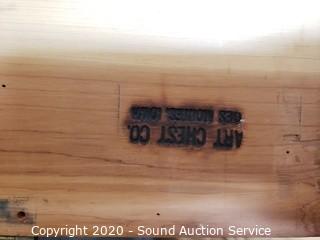 ART CHEST CO.
DES MOINES, IOWA
Copyright 2020 - Sound Auction Service